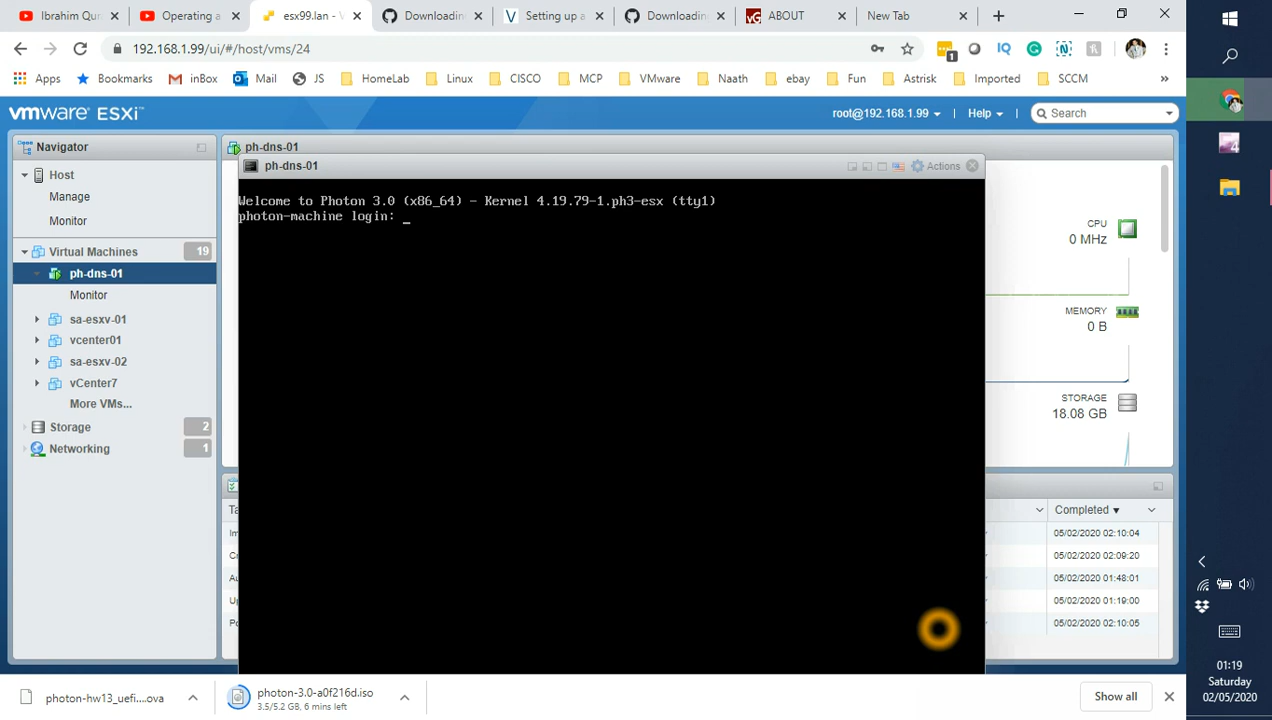 Ibrahim Qur
Operating a
esx99.lan - V
Downloadin
Setting up a
Downloadin
ABOUT
New Tab
192.168.1.99/ui/#/host/vms/24
Apps
Bookmarks
inBox
Mail
JS
HomeLab
Linux
CISCO
MCP
VMware
Naath
ebay
Fun
Astrisk
Imported
SCCM
»
vmware ESXi™
root@192.168.1.99
Help
Search
Navigator
Host
Manage
Monitor
Virtual Machines
19
ph-dns-01
Monitor
sa-esxv-01
vcenter01
sa-esxv-02
vCenter7
More VMs...
Storage
2
Networking
1
ph-dns-01
ph-dns-01
Actions
Welcome to Photon 3.0 (x86_64) - Kernel 4.19.79-1.ph3-esx (tty1)
photon-machine login: _
CPU
0 MHz
MEMORY
0 B
STORAGE
18.08 GB
Ta
Im
Cr
Au
Up
Po
Completed
05/02/2020 02:10:04
05/02/2020 02:09:20
05/02/2020 01:48:01
05/02/2020 01:19:00
05/02/2020 02:10:05
photon-hw13_uefi....ova
photon-3.0-a0f216d.iso
3.5/5.2 GB, 6 mins left
Show all
01:19
Saturday
02/05/2020